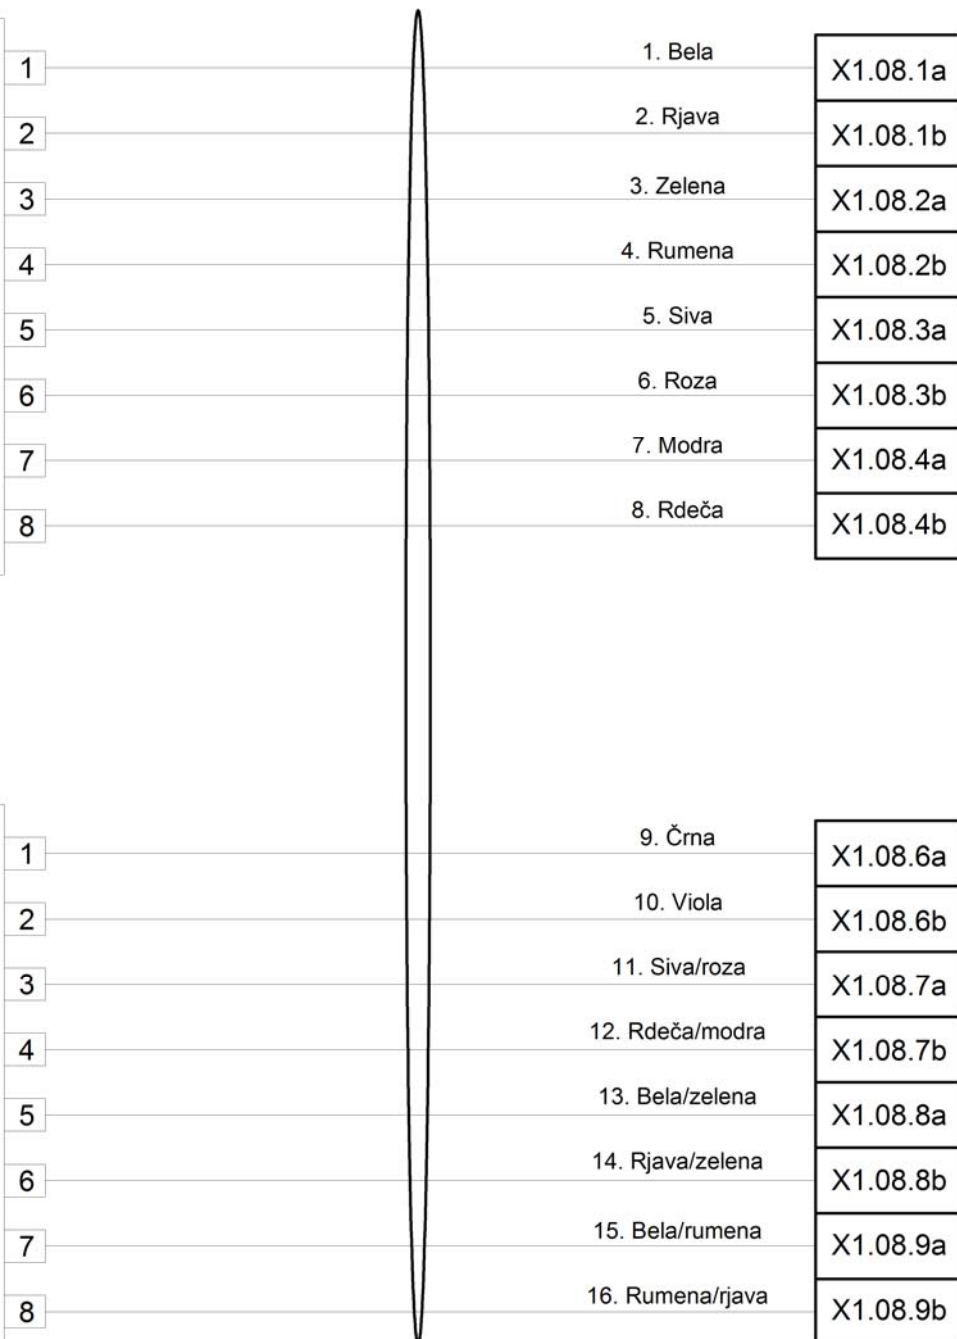 1 1. Bela X1.08.1a
2 2. Rjava X1.08.1b
3 3. Zelena X1.08.2a
4 4. Rumena X1.08.2b
5 5. Siva X1.08.3a
6 6. Roza X1.08.3b
7 7. Modra X1.08.4a
8 8. Rdeča X1.08.4b
1 9. Črna X1.08.6a
2 10. Viola X1.08.6b
3 11. Siva/roza X1.08.7a
4 12. Rdeča/modra X1.08.7b
5 13. Bela/zelena X1.08.8a
6 14. Rjava/zelena X1.08.8b
7 15. Bela/rumena X1.08.9a
8 16. Rumena/rjava X1.08.9b